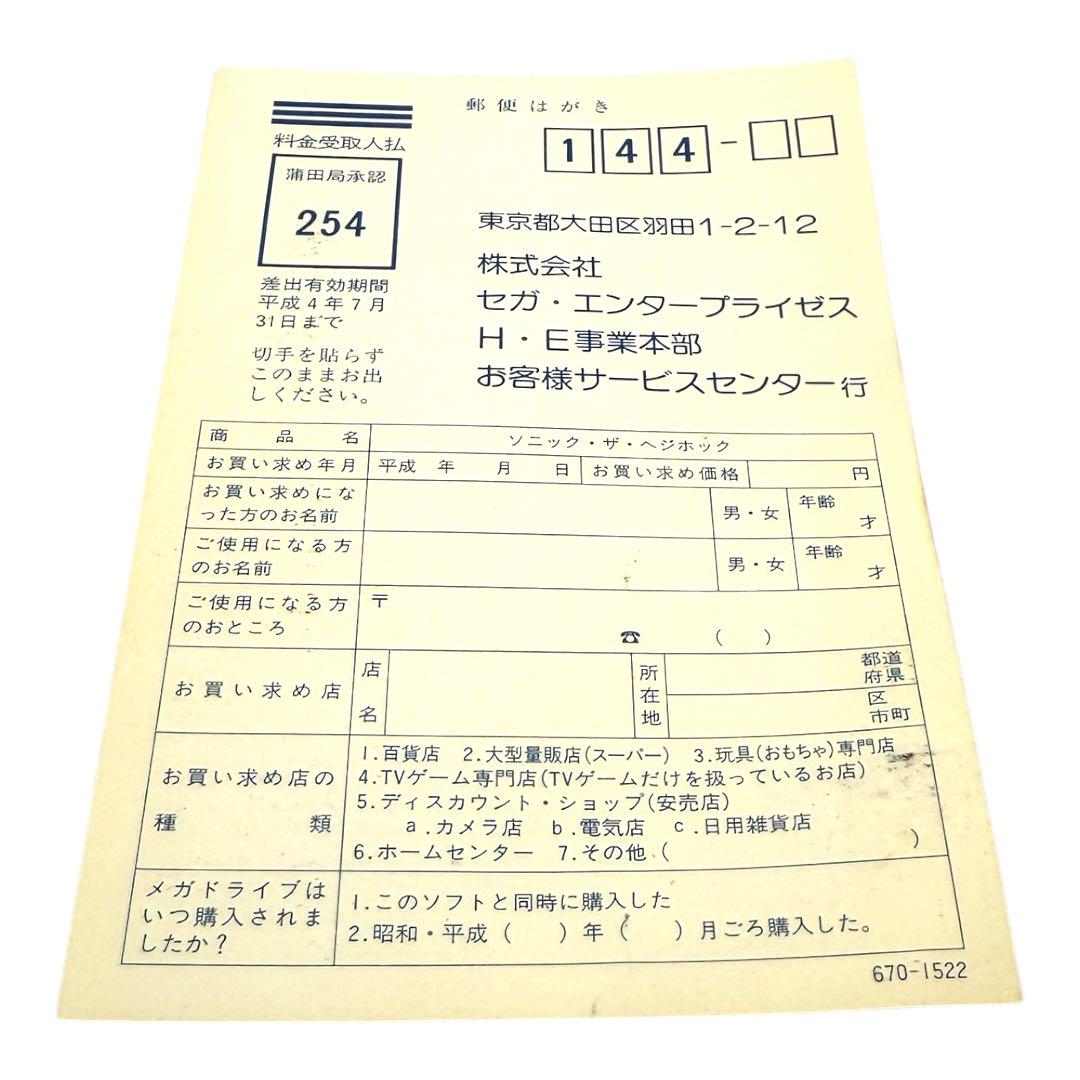 郵便はがき
料金受取人払
蒲田局承認
254
差出有効期間
平成4年7月
31日まで
切手を貼らず
このままお出
しください。
144-
東京都大田区羽田1-2-12
株式会社
セガ・エンタープライゼス
H・E事業本部
お客様サービスセンター行
商品名 ソニック・ザ・ヘジホック
お買い求め年月 平成 年 月 日 お買い求め価格 円
お買い求めにな
った方のお名前 男・女 年齢 才
ご使用になる方
のお名前 男・女 年齢 才
ご使用になる方
のおところ 〒 ☎ ( )
お買い求め店 店名 所在地 都道府県 区市町
お買い求め店の
種類
1.百貨店 2.大型量販店(スーパー) 3.玩具(おもちゃ)専門店
4.TVゲーム専門店(TVゲームだけを扱っているお店)
5.ディスカウント・ショップ(安売店)
a.カメラ店 b.電気店 c.日用雑貨店
6.ホームセンター 7.その他( )
メガドライブは
いつ購入されま
したか?
1.このソフトと同時に購入した
2.昭和・平成( )年( )月ごろ購入した。
670-1522